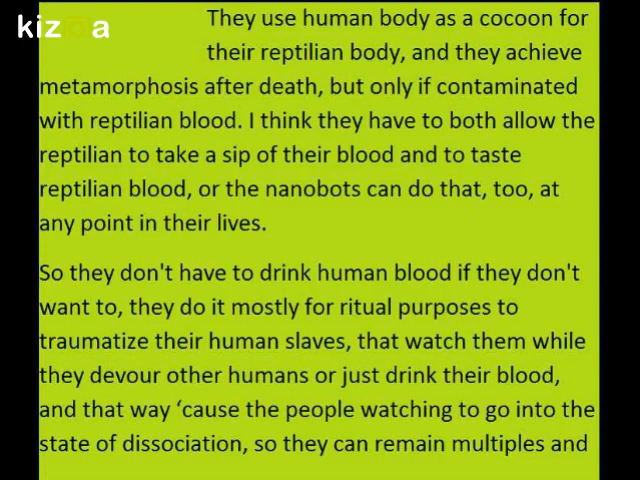 kizoa
They use human body as a cocoon for
their reptilian body, and they achieve
metamorphosis after death, but only if contaminated
with reptilian blood. I think they have to both allow the
reptilian to take a sip of their blood and to taste
reptilian blood, or the nanobots can do that, too, at
any point in their lives.
So they don't have to drink human blood if they don't
want to, they do it mostly for ritual purposes to
traumatize their human slaves, that watch them while
they devour other humans or just drink their blood,
and that way ‘cause the people watching to go into the
state of dissociation, so they can remain multiples and